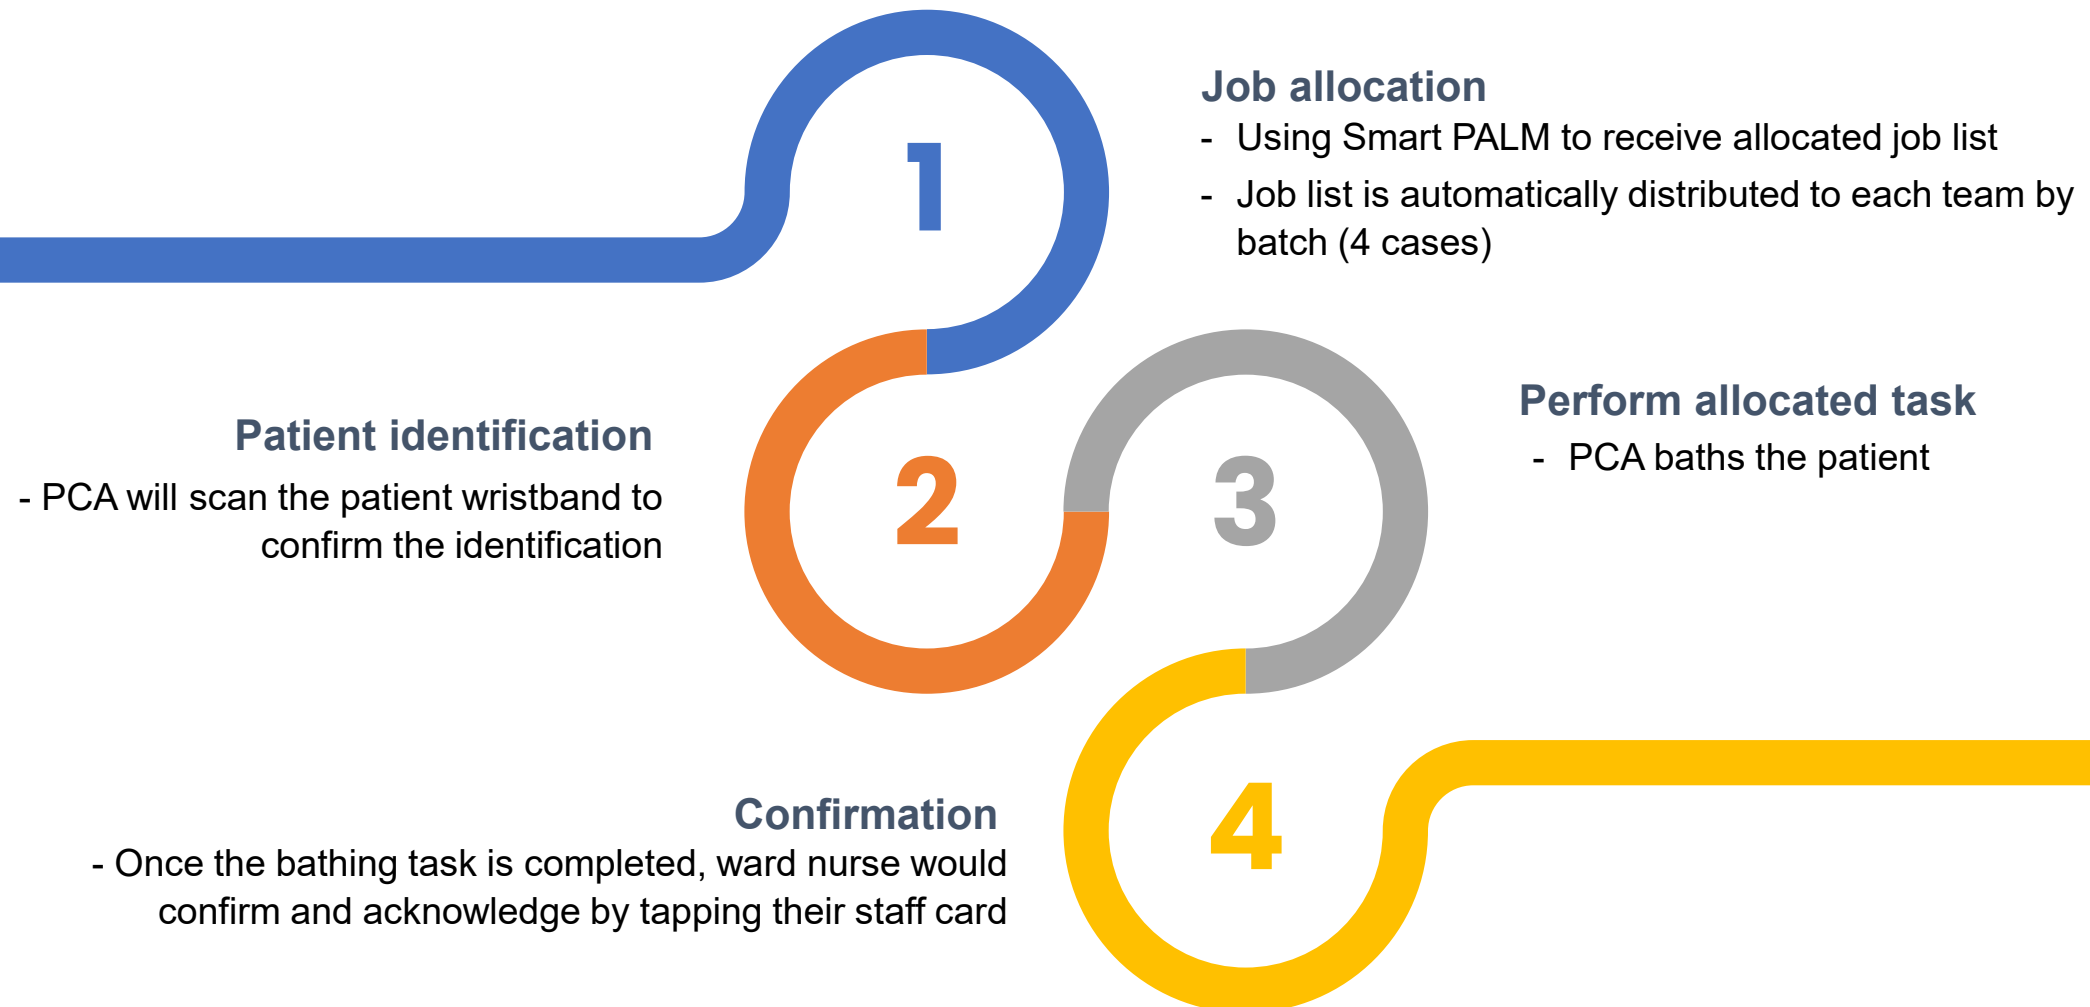 1
Job allocation
- Using Smart PALM to receive allocated job list
- Job list is automatically distributed to each team by
batch (4 cases)
2
Patient identification
- PCA will scan the patient wristband to
confirm the identification
3
Perform allocated task
- PCA baths the patient
4
Confirmation
- Once the bathing task is completed, ward nurse would
confirm and acknowledge by tapping their staff card